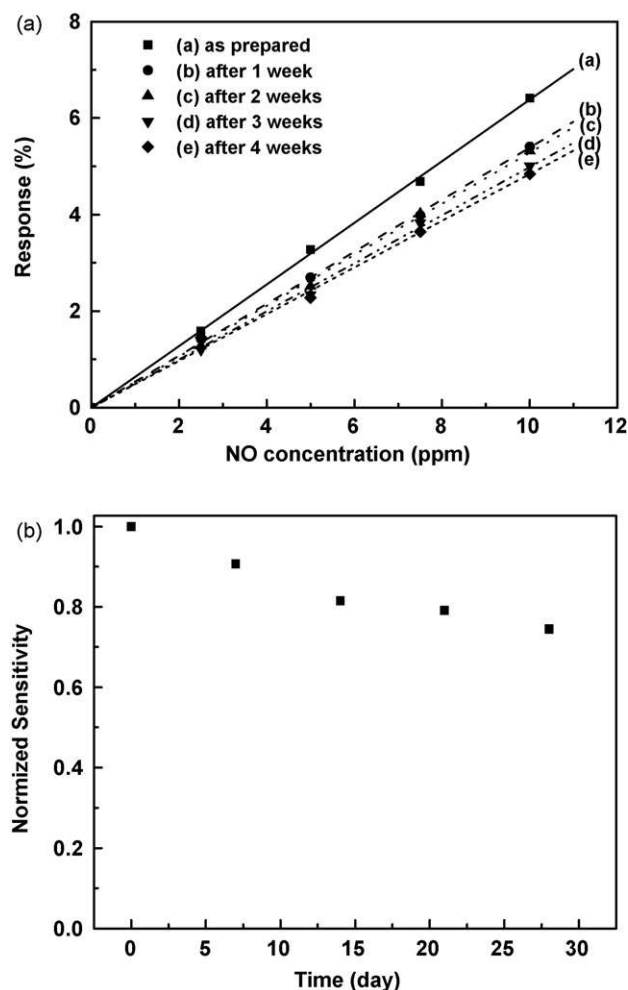 (a)
8
6
4
2
0
Response (%)
(a) as prepared
(b) after 1 week
(c) after 2 weeks
(d) after 3 weeks
(e) after 4 weeks
(a)
(b)
(c)
(d)
(e)
0 2 4 6 8 10 12
NO concentration (ppm)
(b)
1.0
0.8
0.6
0.4
0.2
0.0
Normized Sensitivity
0 5 10 15 20 25 30
Time (day)